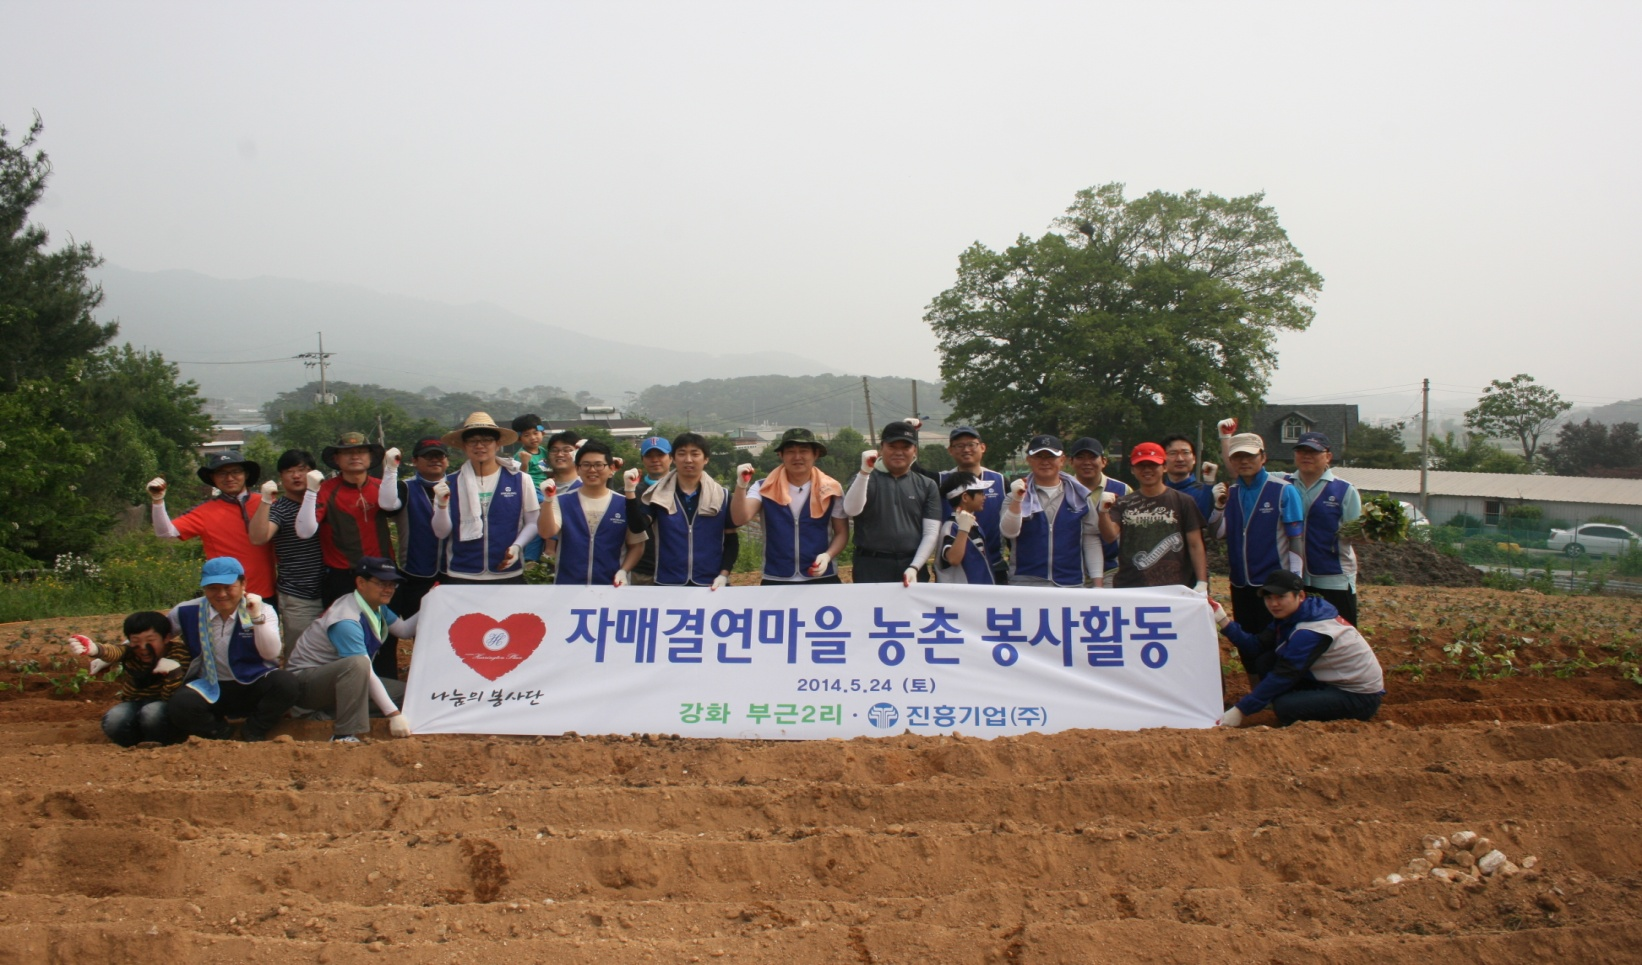 자매결연마을 농촌 봉사활동
2014.5.24 (토)
나눔의 봉사단
강화 부근2리 · 진흥기업(주)